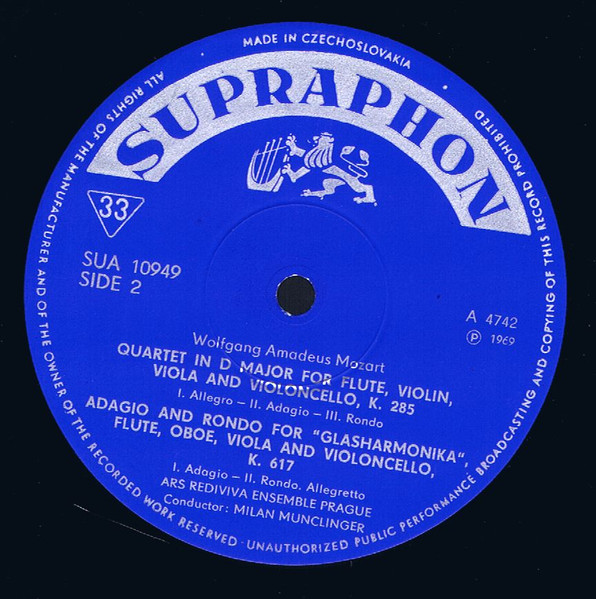 MADE IN CZECHOSLOVAKIA
ALL RIGHTS OF THE MANUFACTURER AND OF THE OWNER OF THE RECORDED WORK RESERVED · UNAUTHORIZED PUBLIC PERFORMANCE BROADCASTING AND COPYING OF THIS RECORD PROHIBITED
SUPRAPHON
33
SUA 10949
SIDE 2
A 4742
Ⓟ 1969
Wolfgang Amadeus Mozart
QUARTET IN D MAJOR FOR FLUTE, VIOLIN,
VIOLA AND VIOLONCELLO, K. 285
I. Allegro – II. Adagio – III. Rondo
ADAGIO AND RONDO FOR "GLASHARMONIKA",
FLUTE, OBOE, VIOLA AND VIOLONCELLO,
K. 617
I. Adagio – II. Rondo. Allegretto
ARS REDIVIVA ENSEMBLE PRAGUE
Conductor: MILAN MUNCLINGER